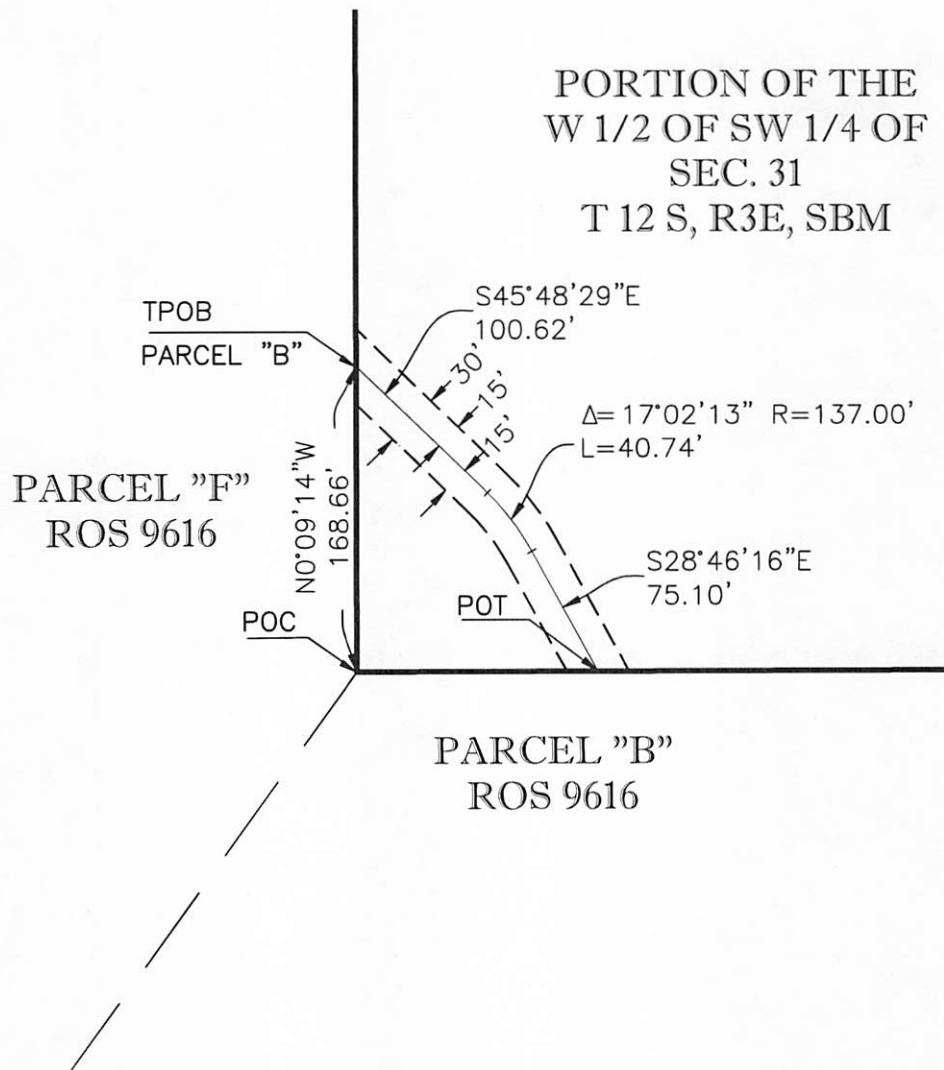 PORTION OF THE
W 1/2 OF SW 1/4 OF
SEC. 31
T 12 S, R3E, SBM
S45°48'29"E
100.62'
TPOB
PARCEL "B"
30'
15'
15'
Δ= 17°02'13" R=137.00'
L=40.74'
N0°09'14"W
168.66'
PARCEL "F"
ROS 9616
S28°46'16"E
75.10'
POT
POC
PARCEL "B"
ROS 9616